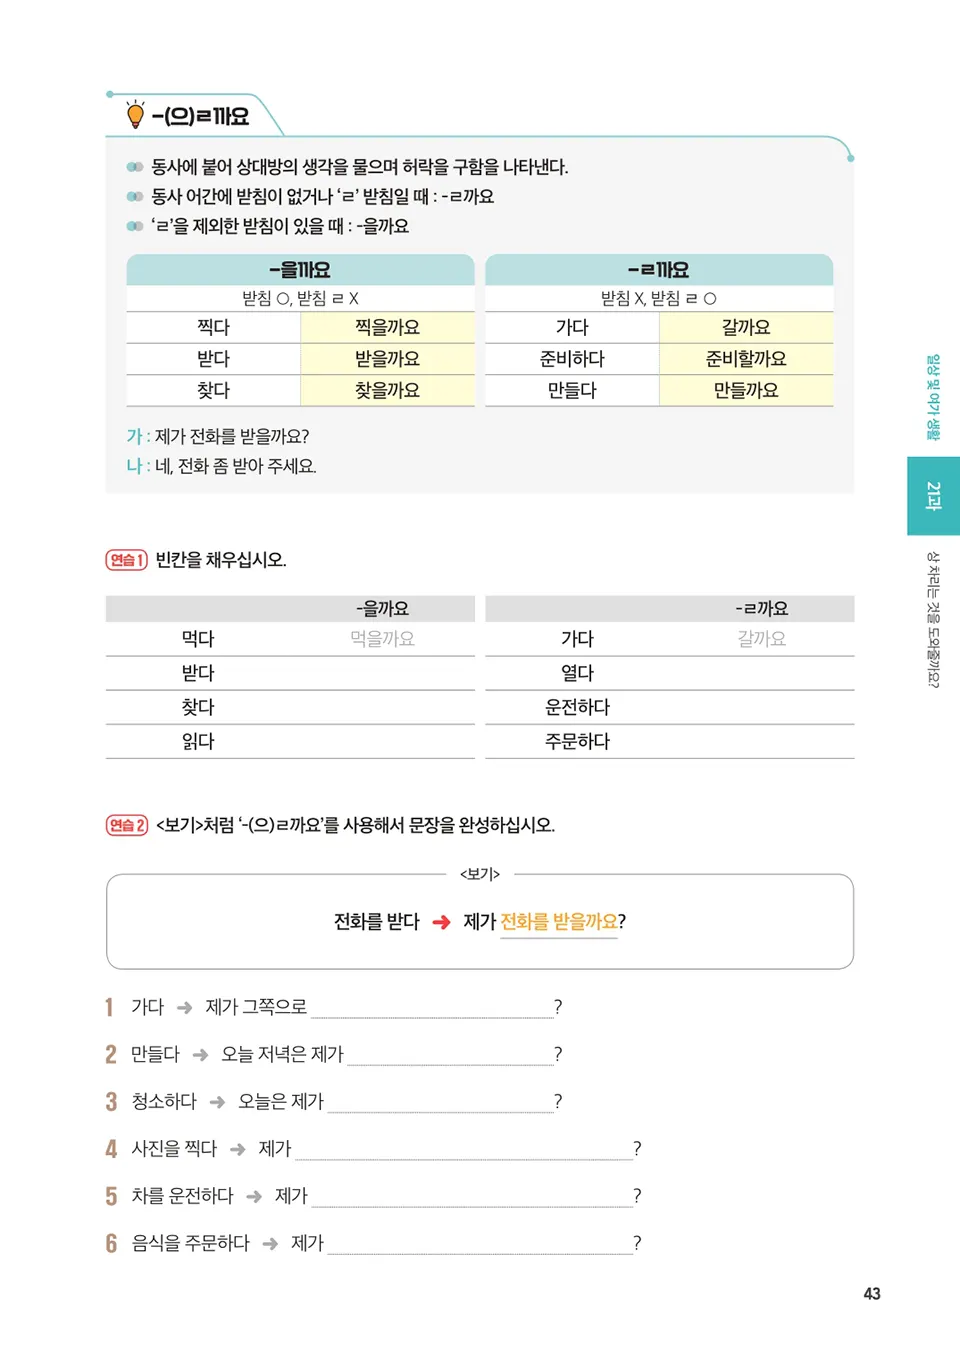 -(으)ㄹ까요
동사에 붙어 상대방의 생각을 물으며 허락을 구함을 나타낸다.
동사 어간에 받침이 없거나 ‘ㄹ’ 받침일 때 : -ㄹ까요
‘ㄹ’을 제외한 받침이 있을 때 : -을까요
-을까요
받침 ○, 받침 ㄹ X
찍다 찍을까요
받다 받을까요
찾다 찾을까요
-ㄹ까요
받침 X, 받침 ㄹ ○
가다 갈까요
준비하다 준비할까요
만들다 만들까요
가 : 제가 전화를 받을까요?
나 : 네, 전화 좀 받아 주세요.
연습 1 빈칸을 채우십시오.
-을까요
먹다 먹을까요
받다
찾다
읽다
-ㄹ까요
가다 갈까요
열다
운전하다
주문하다
연습 2 <보기>처럼 ‘-(으)ㄹ까요’를 사용해서 문장을 완성하십시오.
<보기>
전화를 받다 ➜ 제가 전화를 받을까요?
1 가다 ➜ 제가 그쪽으로 ?
2 만들다 ➜ 오늘 저녁은 제가 ?
3 청소하다 ➜ 오늘은 제가 ?
4 사진을 찍다 ➜ 제가 ?
5 차를 운전하다 ➜ 제가 ?
6 음식을 주문하다 ➜ 제가 ?
일상 및 여가 생활
21과
상 차리는 것을 도와줄까요?
43